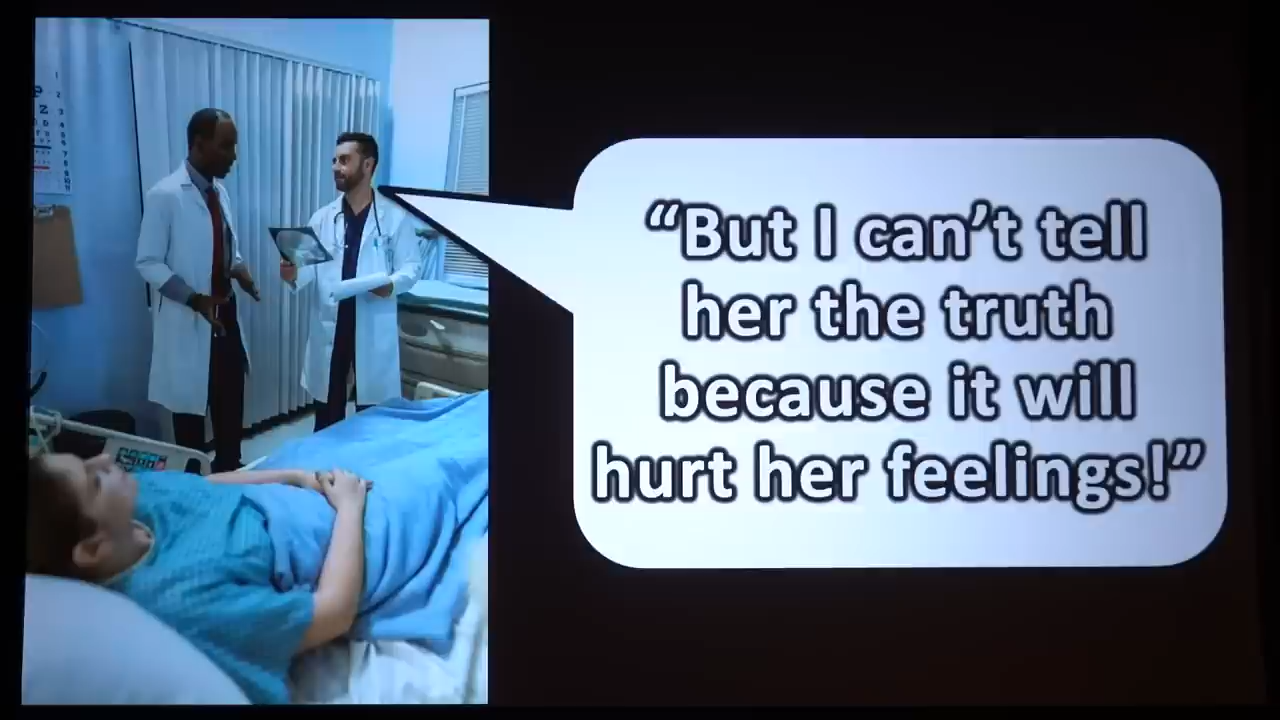 “But I can’t tell
her the truth
because it will
hurt her feelings!”